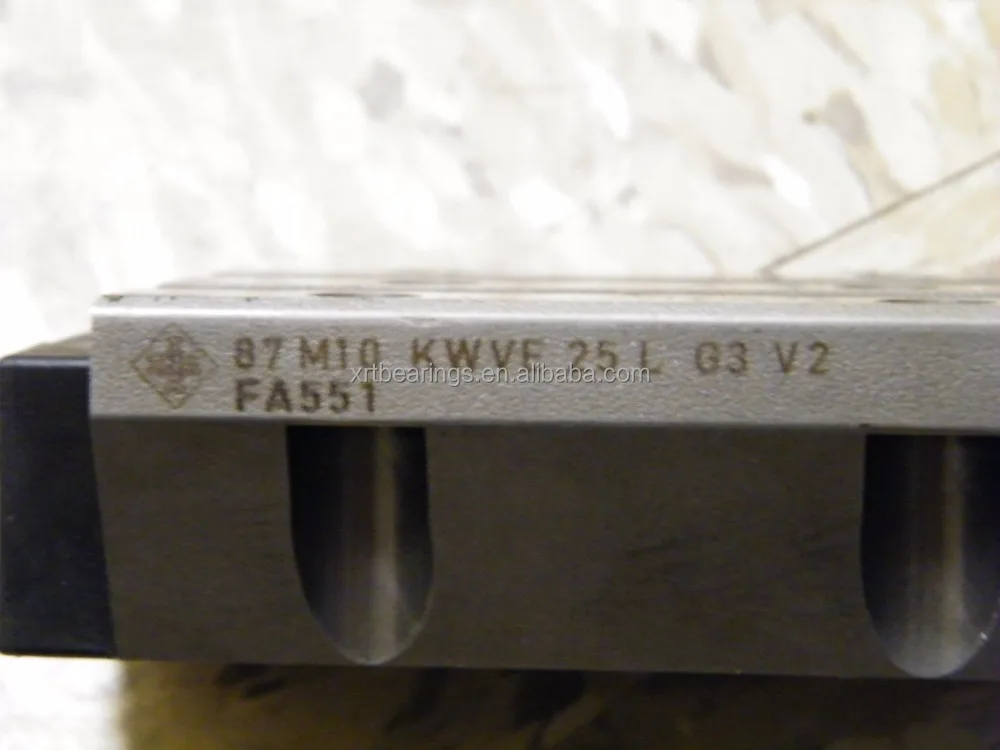 87 M10 KWVE 25 L G3 V2
xrtbearings.en.alibaba.com
FA551